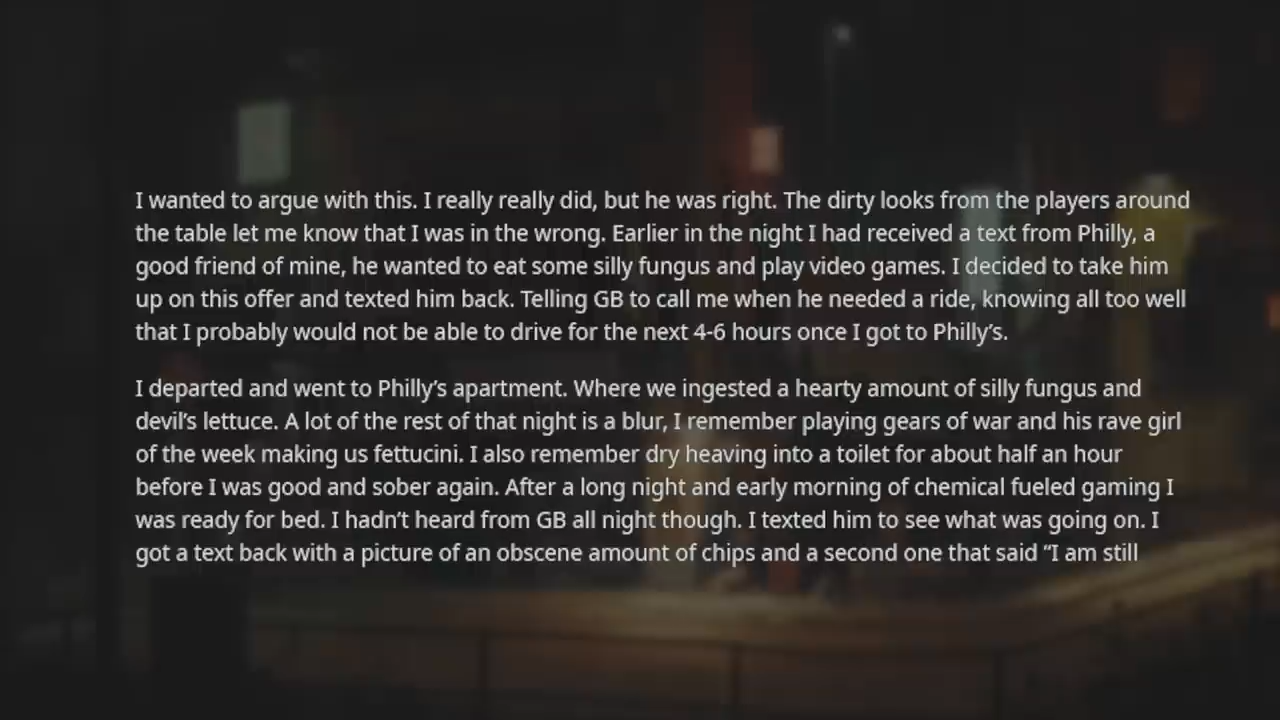 I wanted to argue with this. I really really did, but he was right. The dirty looks from the players around
the table let me know that I was in the wrong. Earlier in the night I had received a text from Philly, a
good friend of mine, he wanted to eat some silly fungus and play video games. I decided to take him
up on this offer and texted him back. Telling GB to call me when he needed a ride, knowing all too well
that I probably would not be able to drive for the next 4-6 hours once I got to Philly’s.
I departed and went to Philly’s apartment. Where we ingested a hearty amount of silly fungus and
devil’s lettuce. A lot of the rest of that night is a blur, I remember playing gears of war and his rave girl
of the week making us fettucini. I also remember dry heaving into a toilet for about half an hour
before I was good and sober again. After a long night and early morning of chemical fueled gaming I
was ready for bed. I hadn’t heard from GB all night though. I texted him to see what was going on. I
got a text back with a picture of an obscene amount of chips and a second one that said “I am still